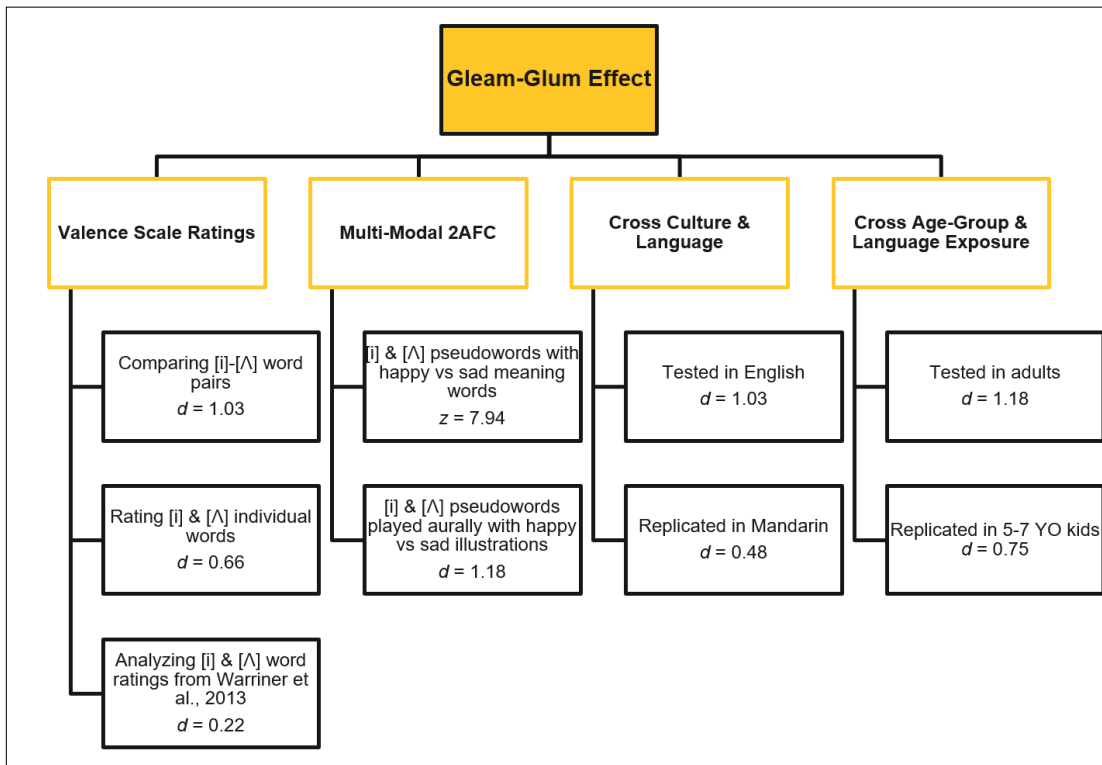 Gleam-Glum Effect
Valence Scale Ratings
Multi-Modal 2AFC
Cross Culture &
Language
Cross Age-Group &
Language Exposure
Comparing [i]-[Λ] word
pairs
d = 1.03
Rating [i] & [Λ] individual
words
d = 0.66
Analyzing [i] & [Λ] word
ratings from Warriner et
al., 2013
d = 0.22
[i] & [Λ] pseudowords with
happy vs sad meaning
words
z = 7.94
[i] & [Λ] pseudowords
played aurally with happy
vs sad illustrations
d = 1.18
Tested in English
d = 1.03
Replicated in Mandarin
d = 0.48
Tested in adults
d = 1.18
Replicated in 5-7 YO kids
d = 0.75